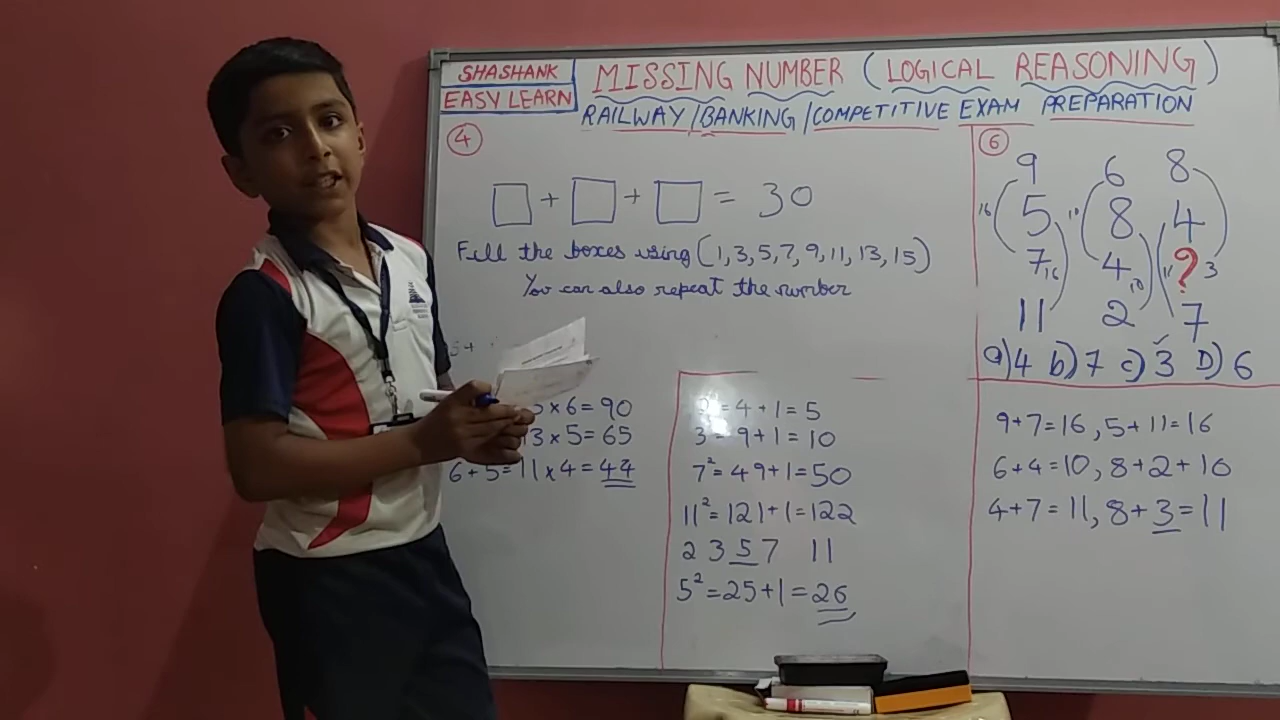 SHASHANK
EASY LEARN
MISSING NUMBER (LOGICAL REASONING)
RAILWAY/BANKING/COMPETITIVE EXAM PREPARATION
4
□ + □ + □ = 30
Fill the boxes using (1, 3, 5, 7, 9, 11, 13, 15)
You can also repeat the number
× 6 = 90
13 × 5 = 65
6 + 5 = 11 × 4 = 44
= 4 + 1 = 5
= 9 + 1 = 10
7² = 49 + 1 = 50
11² = 121 + 1 = 122
2 3 5 7 11
5² = 25 + 1 = 26
6
9 6 8
16 5 10 8 4
7 16 4 10 11 ? 3
11 2 7
a) 4 b) 7 c) 3 D) 6
9 + 7 = 16, 5 + 11 = 16
6 + 4 = 10, 8 + 2 + 10
4 + 7 = 11, 8 + 3 = 11